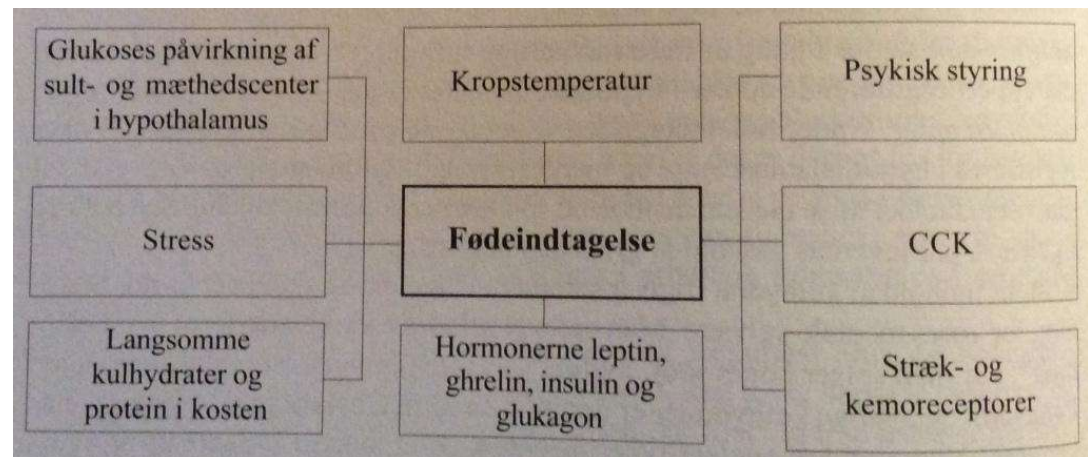 Glukoses påvirkning af
sult- og mæthedscenter
i hypothalamus
Kropstemperatur
Psykisk styring
Stress
Fødeindtagelse
CCK
Langsomme
kulhydrater og
protein i kosten
Hormonerne leptin,
ghrelin, insulin og
glukagon
Stræk- og
kemoreceptorer